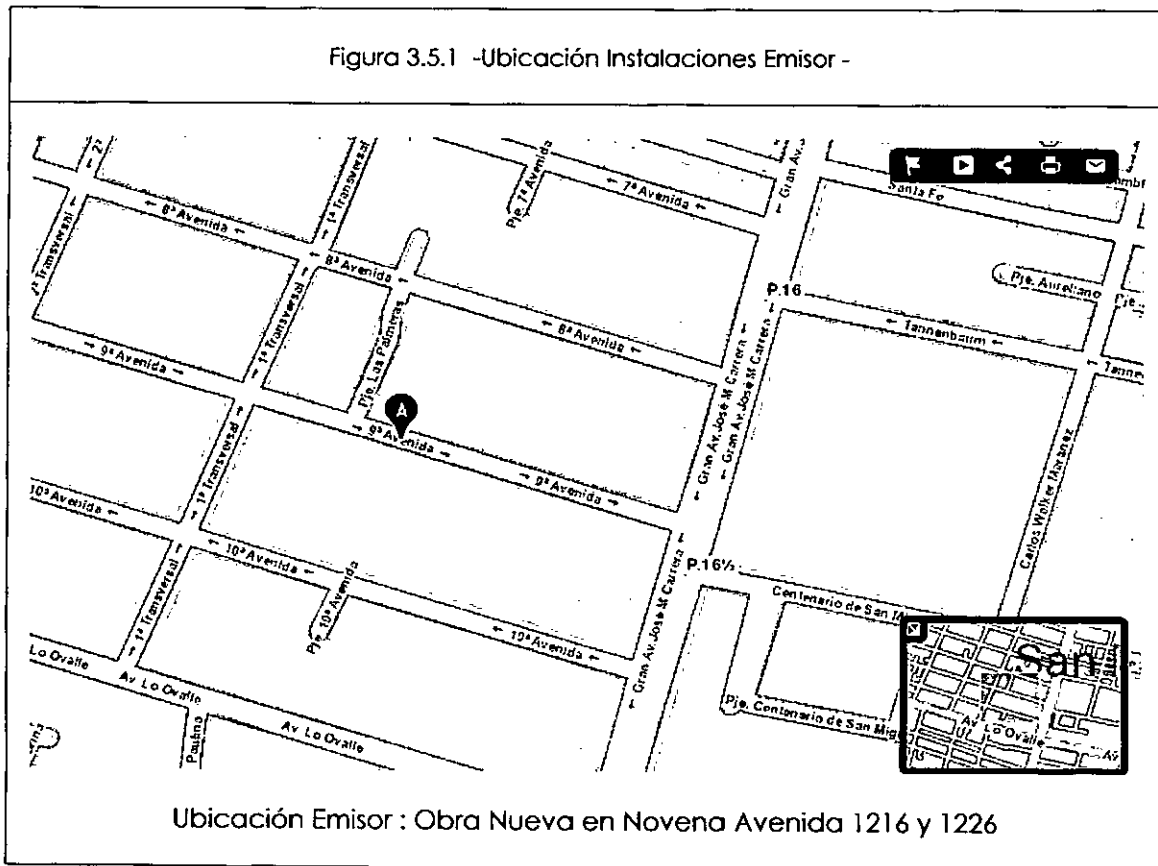 Figura 3.5.1 -Ubicación Instalaciones Emisor -
2ª
1ª Transversal
Pje. 7ª Avenida
← 7ª Avenida ←
Gran Av.
Santa Fe
← 8ª Avenida ←
2ª Transversal
1ª Transversal
← 8ª Avenida ←
Pje. Las Palmeras
← 8ª Avenida ←
P.16
Gran Av. José M Carrera
Gran Av. José M Carrera
← Tannenbaum ←
Pje. Aureliano
Pje.
→ 9ª Avenida →
A
→ 9ª Avenida →
→ 9ª Avenida →
1ª Transversal
10ª Avenida ←
← 10ª Avenida ←
Pje. 10ª Avenida
← 10ª Avenida ←
1ª Transversal
Gran Av. José M Carrera
P.16½
Centenario de San
Pje. Centenario de San
Carlos Walker
Lo Ovalle
Av. Lo Ovalle
Av. Lo Ovalle
Paulina
San
Av. Lo Ovalle
Av
Ubicación Emisor : Obra Nueva en Novena Avenida 1216 y 1226